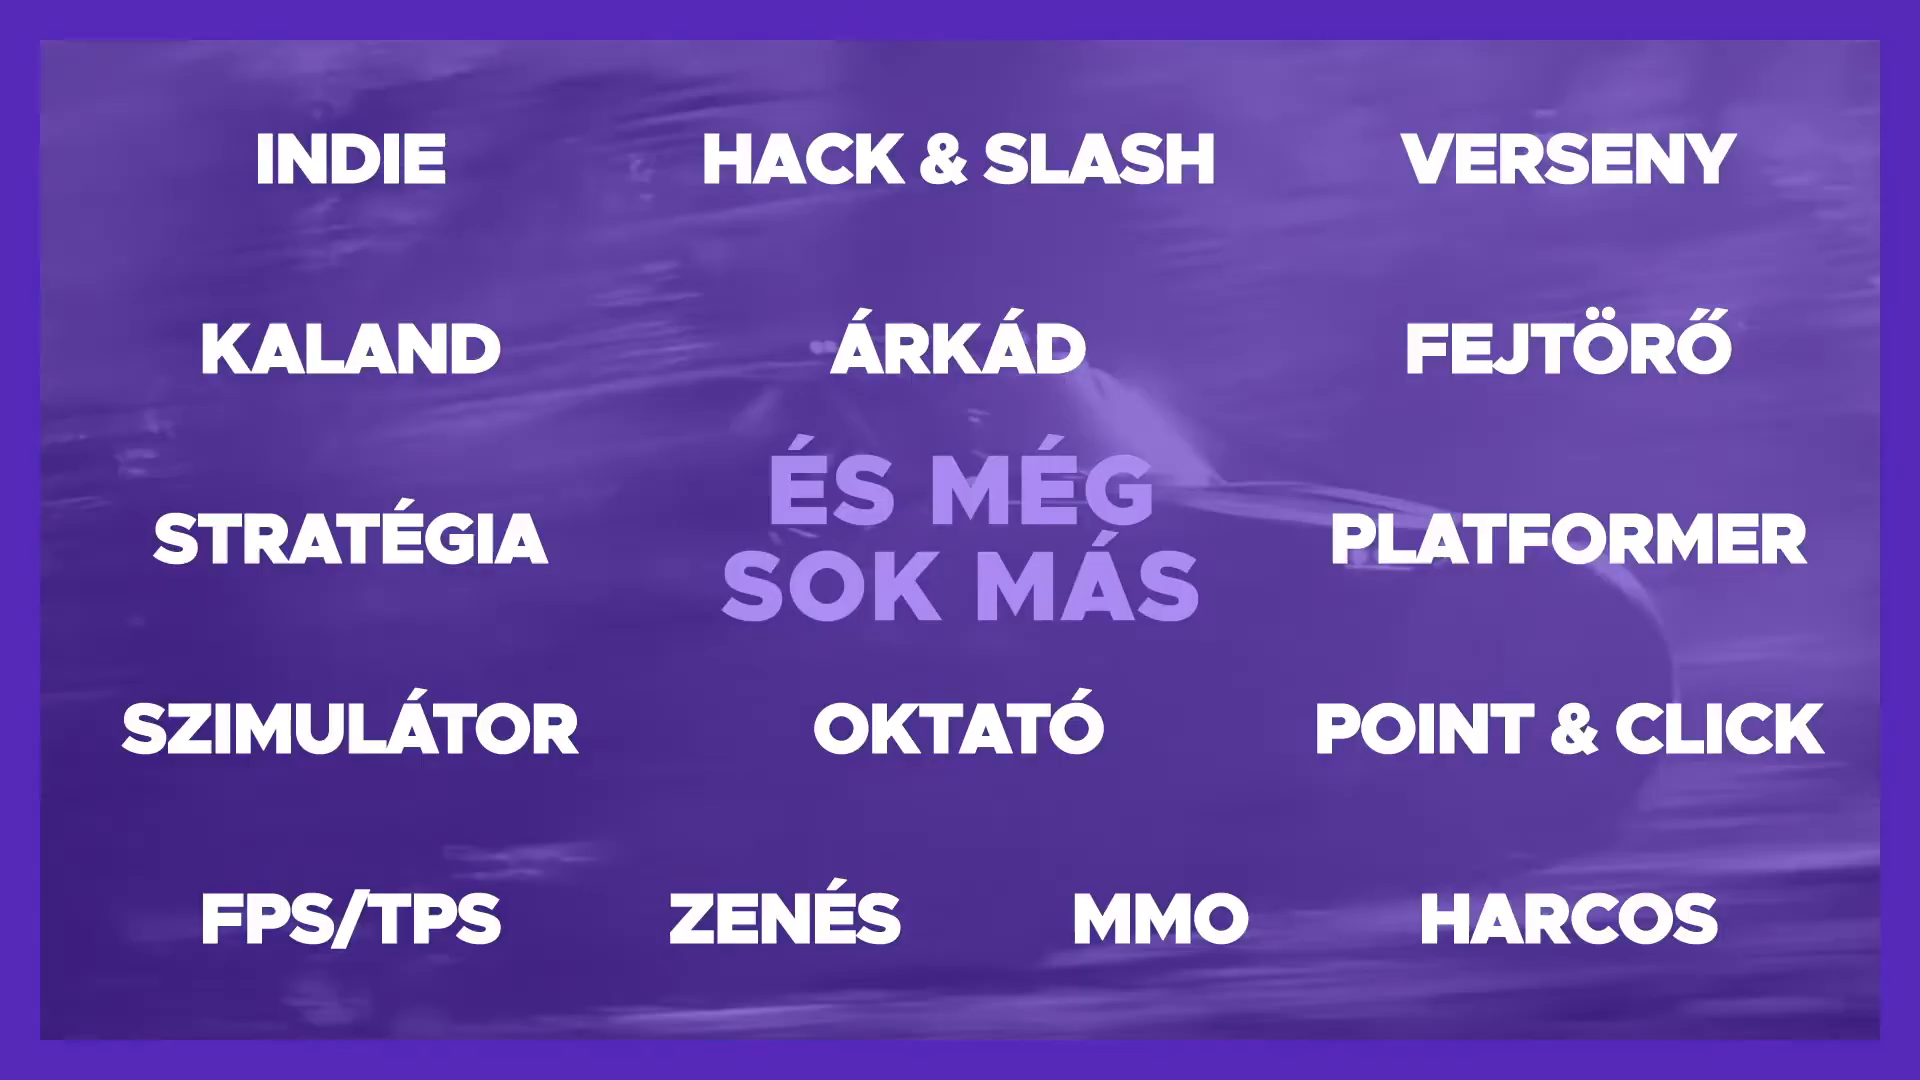 INDIE
HACK & SLASH
VERSENY
KALAND
ÁRKÁD
FEJTÖRŐ
ÉS MÉG
SOK MÁS
STRATÉGIA
PLATFORMER
SZIMULÁTOR
OKTATÓ
POINT & CLICK
FPS/TPS
ZENÉS
MMO
HARCOS